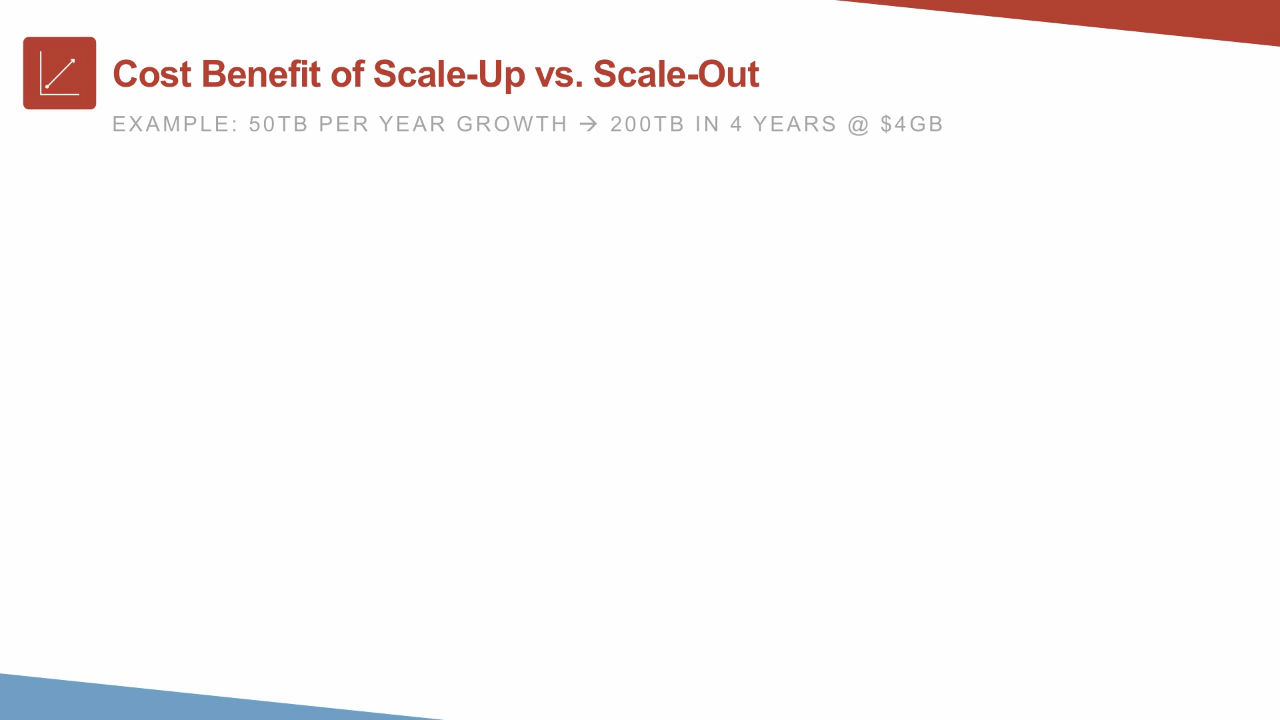 Cost Benefit of Scale-Up vs. Scale-Out
EXAMPLE: 50TB PER YEAR GROWTH → 200TB IN 4 YEARS @ $4GB